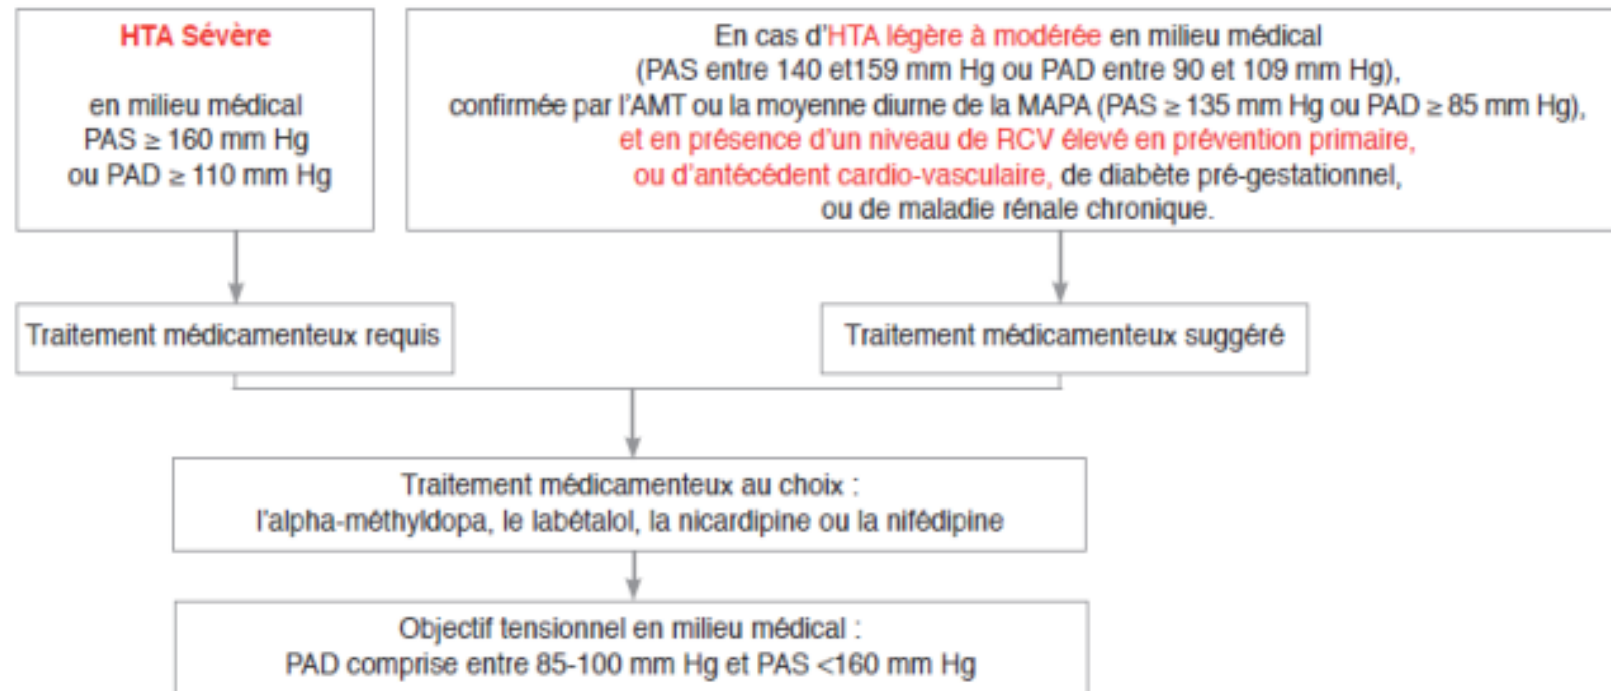 HTA Sévère
en milieu médical
PAS ≥ 160 mm Hg
ou PAD ≥ 110 mm Hg
En cas d'HTA légère à modérée en milieu médical
(PAS entre 140 et159 mm Hg ou PAD entre 90 et 109 mm Hg),
confirmée par l'AMT ou la moyenne diurne de la MAPA (PAS ≥ 135 mm Hg ou PAD ≥ 85 mm Hg),
et en présence d'un niveau de RCV élevé en prévention primaire,
ou d'antécédent cardio-vasculaire, de diabète pré-gestationnel,
ou de maladie rénale chronique.
Traitement médicamenteux requis
Traitement médicamenteux suggéré
Traitement médicamenteux au choix :
l'alpha-méthyldopa, le labétalol, la nicardipine ou la nifédipine
Objectif tensionnel en milieu médical :
PAD comprise entre 85-100 mm Hg et PAS <160 mm Hg